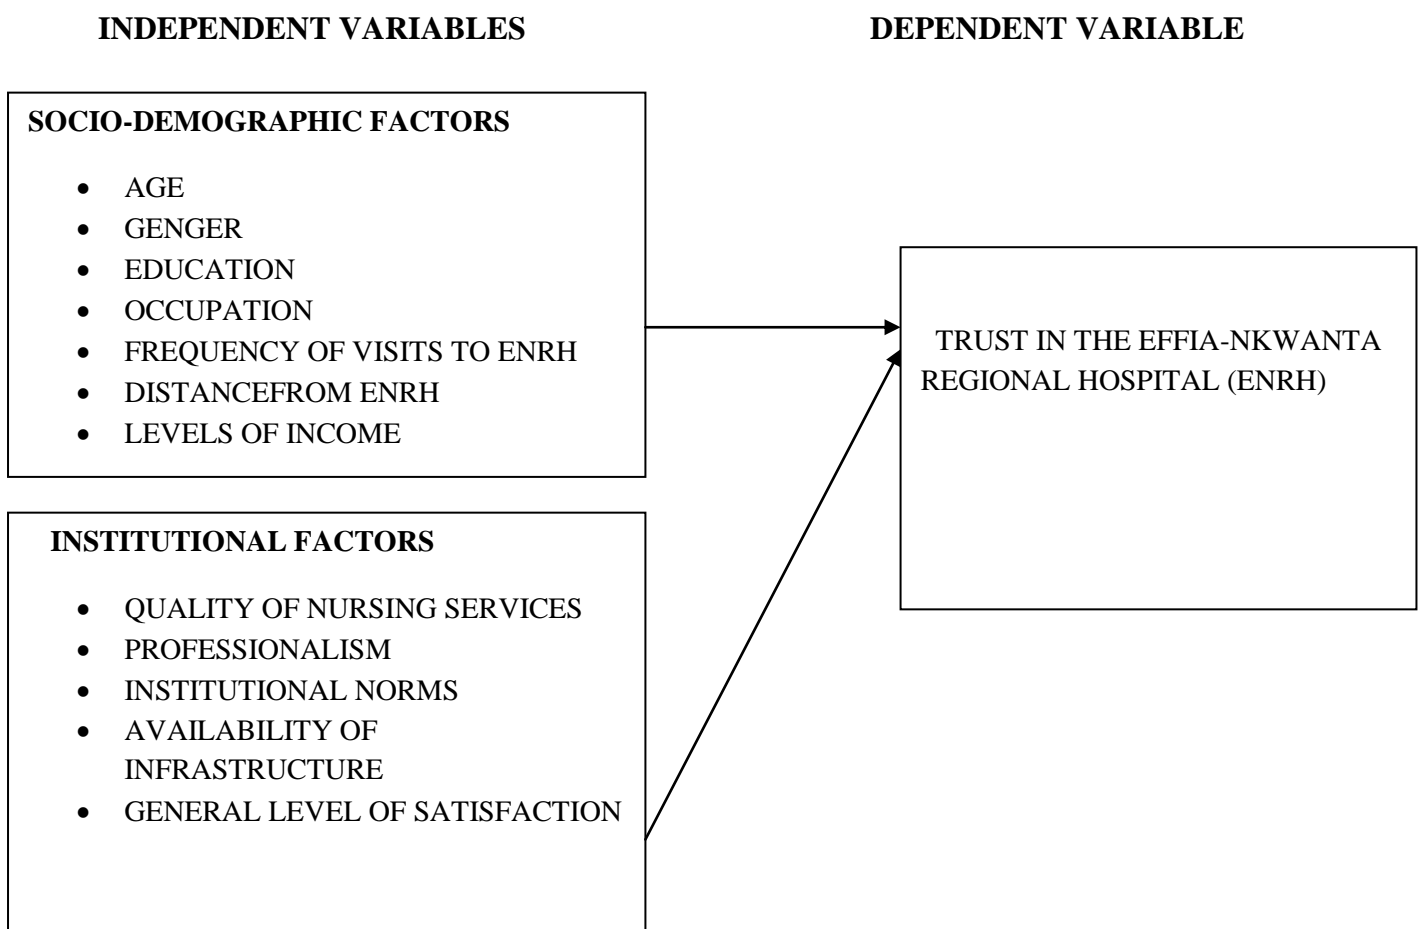 INDEPENDENT VARIABLES
DEPENDENT VARIABLE
SOCIO-DEMOGRAPHIC FACTORS
• AGE
• GENGER
• EDUCATION
• OCCUPATION
• FREQUENCY OF VISITS TO ENRH
• DISTANCEFROM ENRH
• LEVELS OF INCOME
INSTITUTIONAL FACTORS
• QUALITY OF NURSING SERVICES
• PROFESSIONALISM
• INSTITUTIONAL NORMS
• AVAILABILITY OF
INFRASTRUCTURE
• GENERAL LEVEL OF SATISFACTION
TRUST IN THE EFFIA-NKWANTA
REGIONAL HOSPITAL (ENRH)